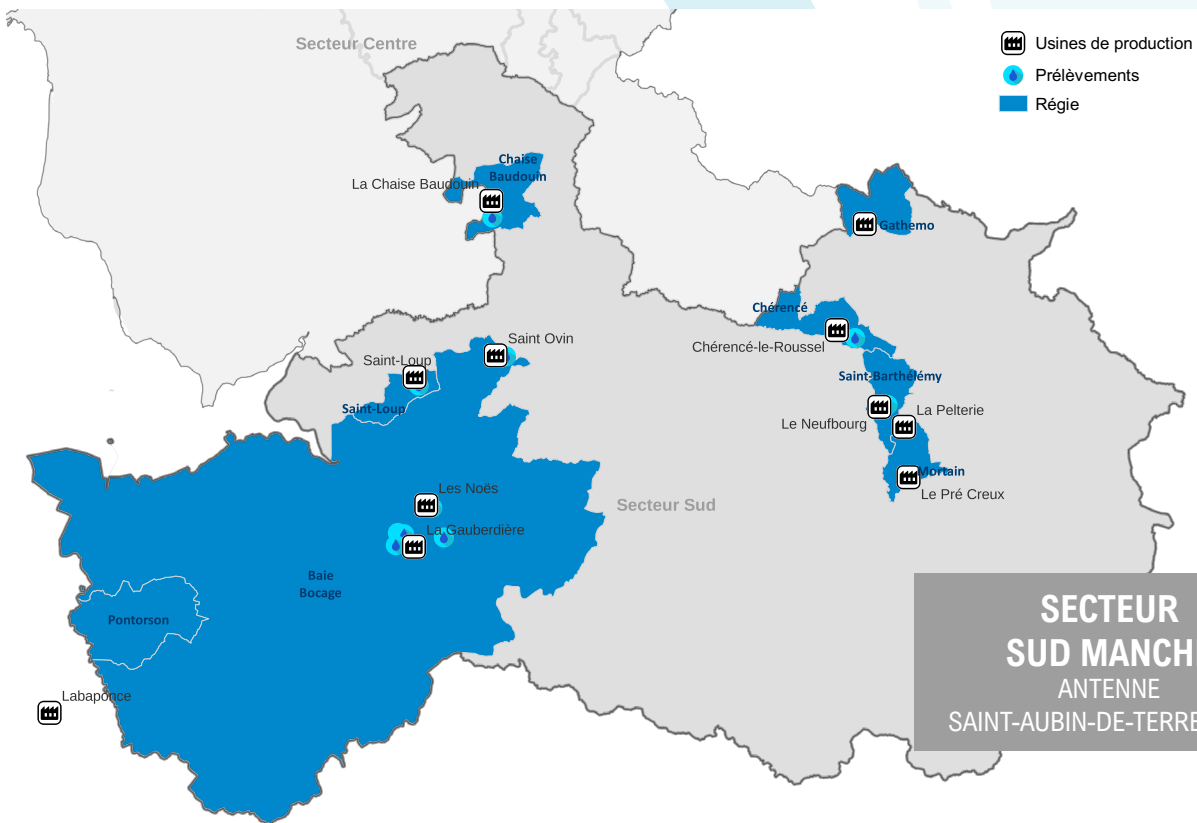 Secteur Centre
Usines de production
Prélèvements
Régie
Chaise
Baudouin
La Chaise Baudouin
Gathemo
Chérencé
Chérencé-le-Roussel
Saint Ovin
Saint-Loup
Saint-Loup
Saint-Barthélémy
Le Neufbourg
La Pelterie
Mortain
Le Pré Creux
Les Noës
Secteur Sud
La Gauberdière
Baie
Bocage
Pontorson
Labaponce
SECTEUR
SUD MANCH
ANTENNE
SAINT-AUBIN-DE-TERRE